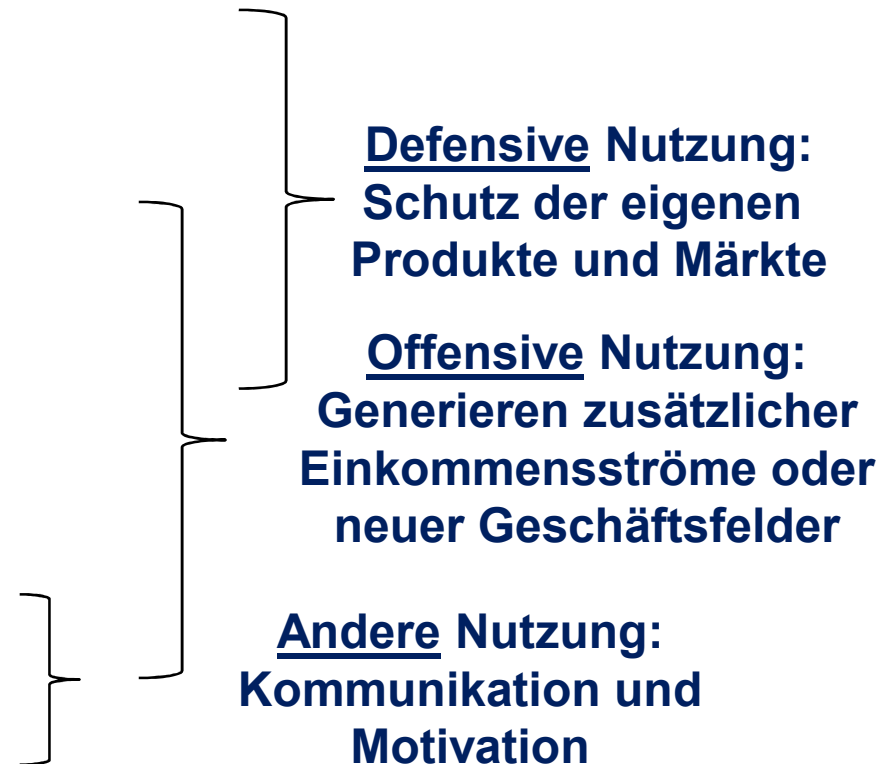 Defensive Nutzung:
Schutz der eigenen
Produkte und Märkte
Offensive Nutzung:
Generieren zusätzlicher
Einkommensströme oder
neuer Geschäftsfelder
Andere Nutzung:
Kommunikation und
Motivation